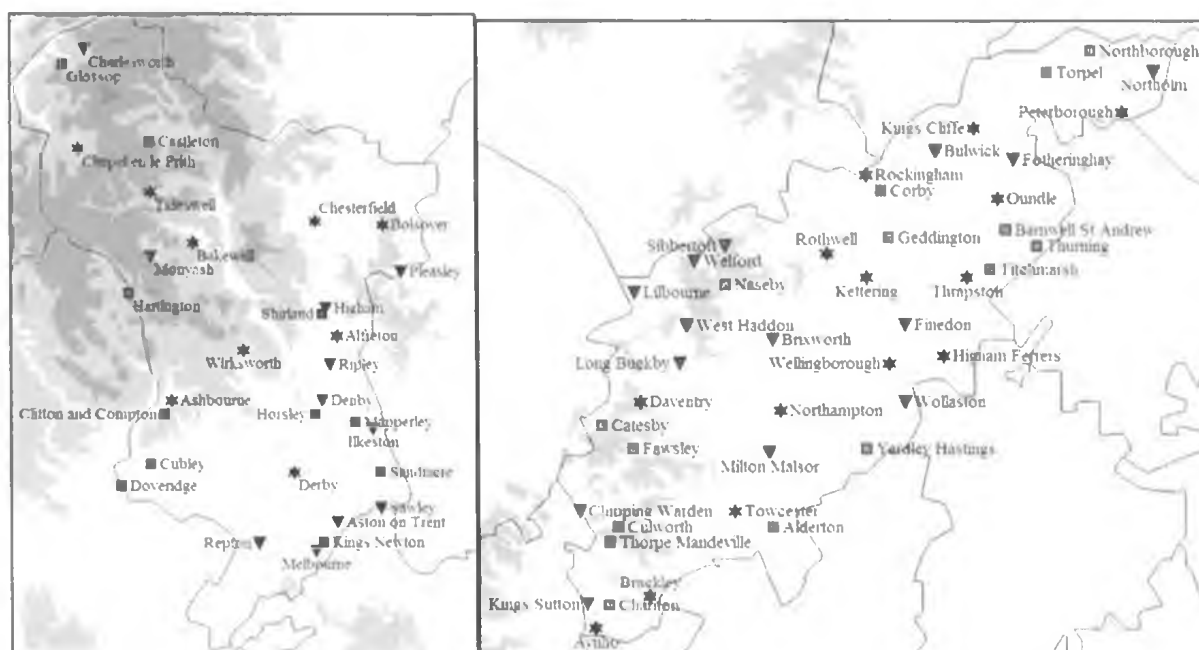 Charlesworth
Glossop
Castleton
Chapel en le Frith
Tideswell
Chesterfield
Bolsover
Bakewell
Monyash
Pleasley
Hartington
Higham
Shirland
Alfreton
Wirksworth
Ripley
Ashbourne
Denby
Clifton and Compton
Horsley
Mapperley
Ilkeston
Cubley
Doveridge
Derby
Sandiacre
Sawley
Aston on Trent
Repton
Kings Newton
Melbourne
Northborough
Torpel
Northolm
Peterborough
Kings Cliffe
Bulwick
Fotheringhay
Rockingham
Corby
Oundle
Barnwell St Andrew
Geddington
Thurning
Sibbertoft
Rothwell
Welford
Titchmarsh
Naseby
Kettering
Thrapston
Lilbourne
West Haddon
Finedon
Brixworth
Long Buckby
Wellingborough
Higham Ferrers
Daventry
Northampton
Wollaston
Catesby
Fawsley
Milton Malsor
Yardley Hastings
Chipping Warden
Towcester
Culworth
Alderton
Thorpe Mandeville
Brackley
Kings Sutton
Charlton
Aynho